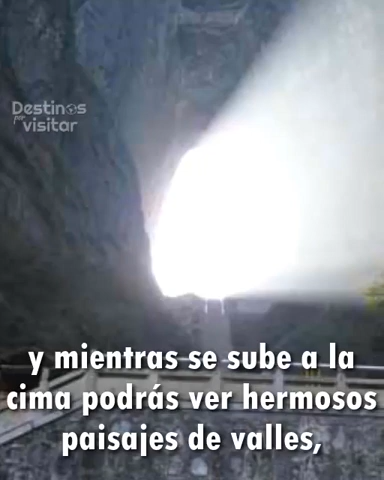 Destinos
por
visitar
y mientras se sube a la
cima podrás ver hermosos
paisajes de valles,